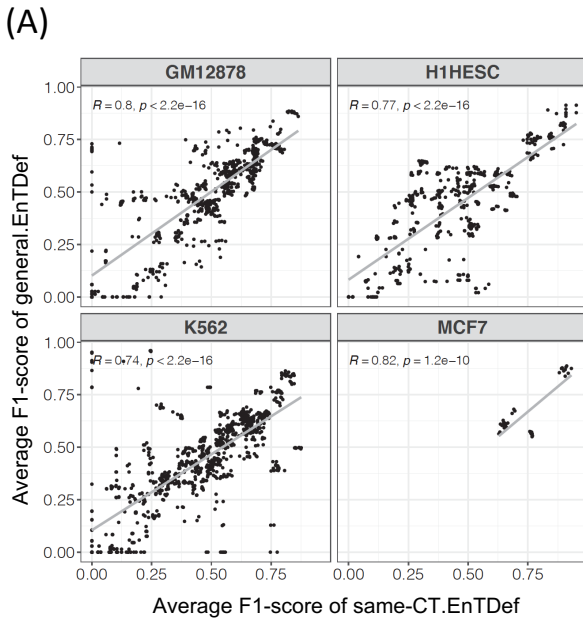 (A)
GM12878
H1HESC
R = 0.8, p < 2.2e-16
R = 0.77, p < 2.2e-16
1.00
0.75
0.50
0.25
0.00
K562
MCF7
R = 0.74, p < 2.2e-16
R = 0.82, p = 1.2e-10
1.00
0.75
0.50
0.25
0.00
0.00 0.25 0.50 0.75
0.00 0.25 0.50 0.75
Average F1-score of general.EnTDef
Average F1-score of same-CT.EnTDef